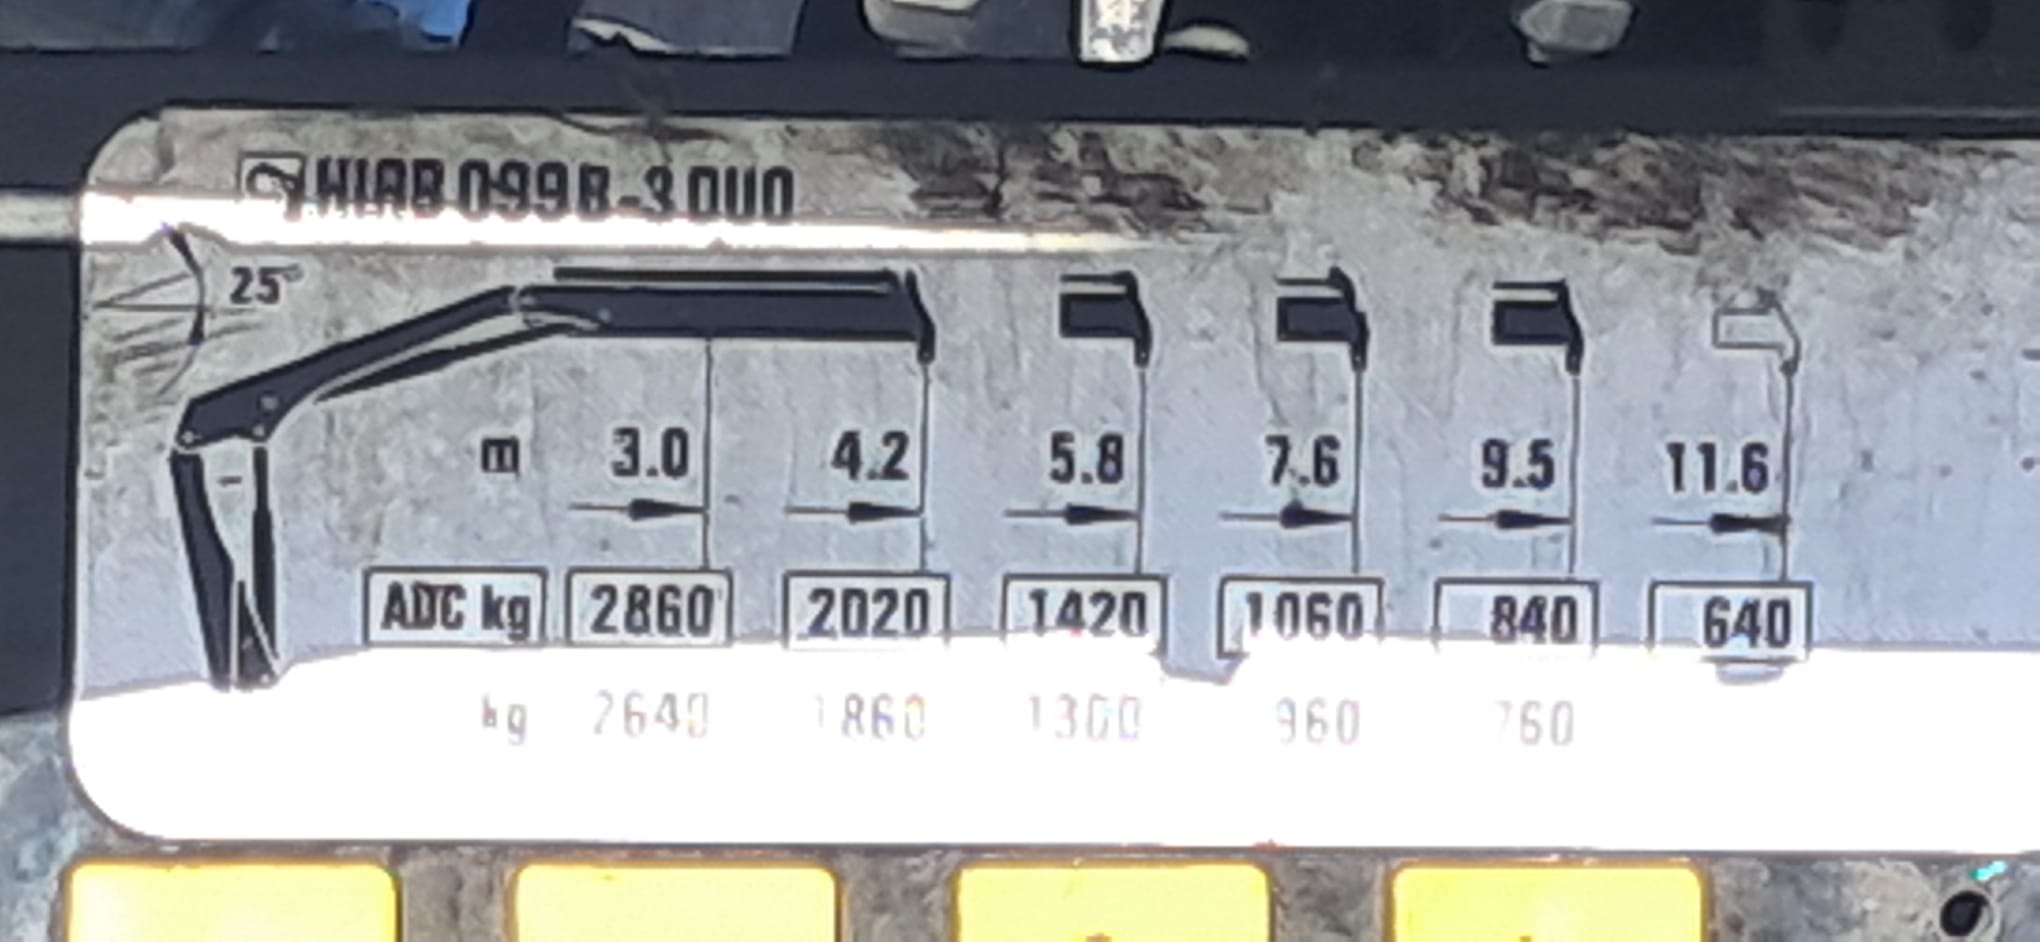 HIAB 099 B-3 DUO
25°
m 3.0 4.2 5.8 7.6 9.5 11.6
ADC kg 2860 2020 1420 1060 840 640
kg 2640 1860 1300 960 760